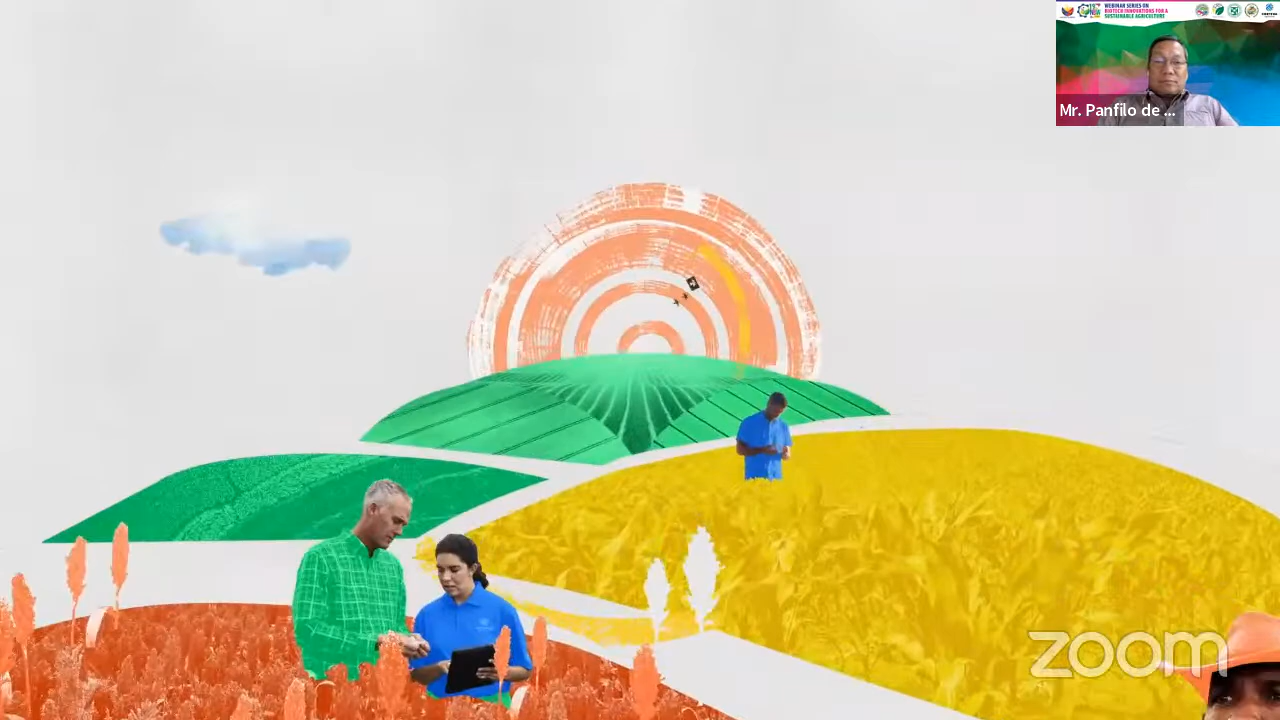 WEBINAR SERIES ON
BIOTECH INNOVATIONS FOR A
SUSTAINABLE AGRICULTURE
Mr. Panfilo de ...
zoom